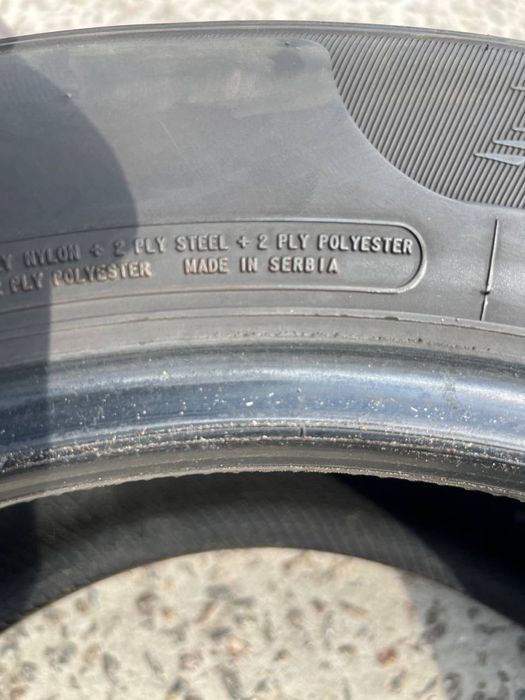 Y NYLON + 2 PLY STEEL + 2 PLY POLYESTER
PLY POLYESTER MADE IN SERBIA